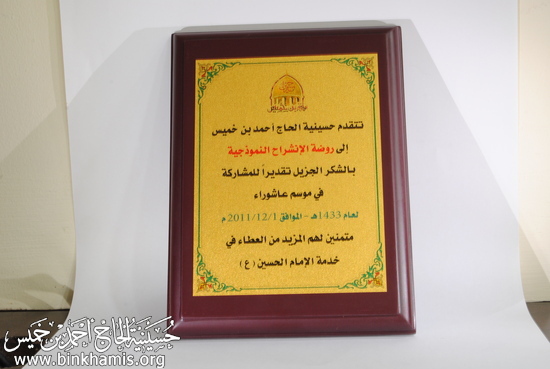 تتقدم حسينية الحاج أحمد بن خميس
إلى روضة الإنشراح النموذجية
بالشكر الجزيل تقديراً للمشاركة
في موسم عاشوراء
لعام 1433هـ - الموافق 2011/12/1 م
متمنين لهم المزيد من العطاء في
خدمة الإمام الحسين (ع)
حسينية الحاج أحمد بن خميس
www.binkhamis.org